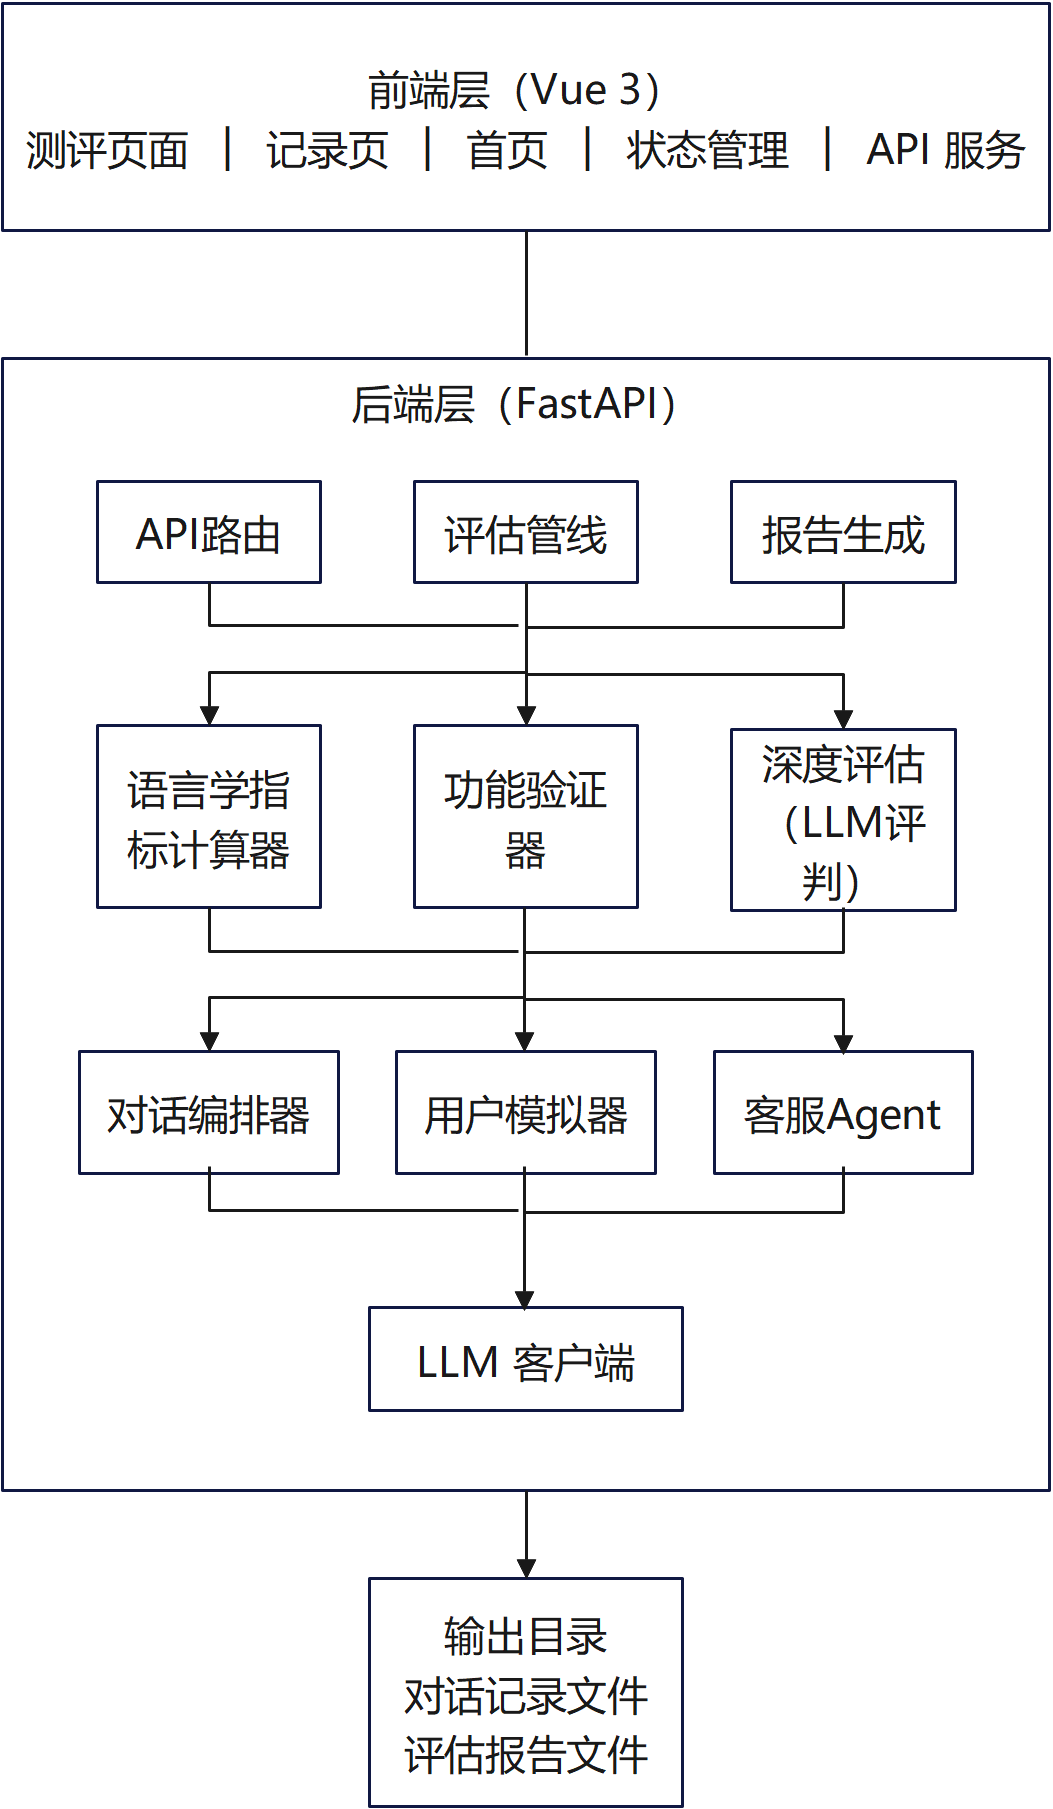 前端层（Vue 3）
测评页面 | 记录页 | 首页 | 状态管理 | API 服务
后端层（FastAPI）
API路由
评估管线
报告生成
语言学指
标计算器
功能验证
器
深度评估
（LLM评
判）
对话编排器
用户模拟器
客服Agent
LLM 客户端
输出目录
对话记录文件
评估报告文件